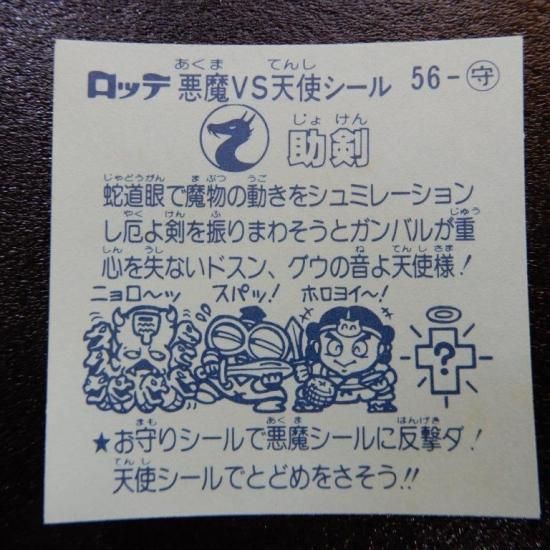 ロッテ 悪魔VS天使シール 56-守
助剣
蛇道眼で魔物の動きをシュミレーション
し厄よ剣を振りまわそうとガンバルが重
心を失ないドスン、グウの音よ天使様!
ニョロ〜ッ スパッ! ホロヨイ〜!
?
★お守りシールで悪魔シールに反撃ダ!
天使シールでとどめをさそう!!